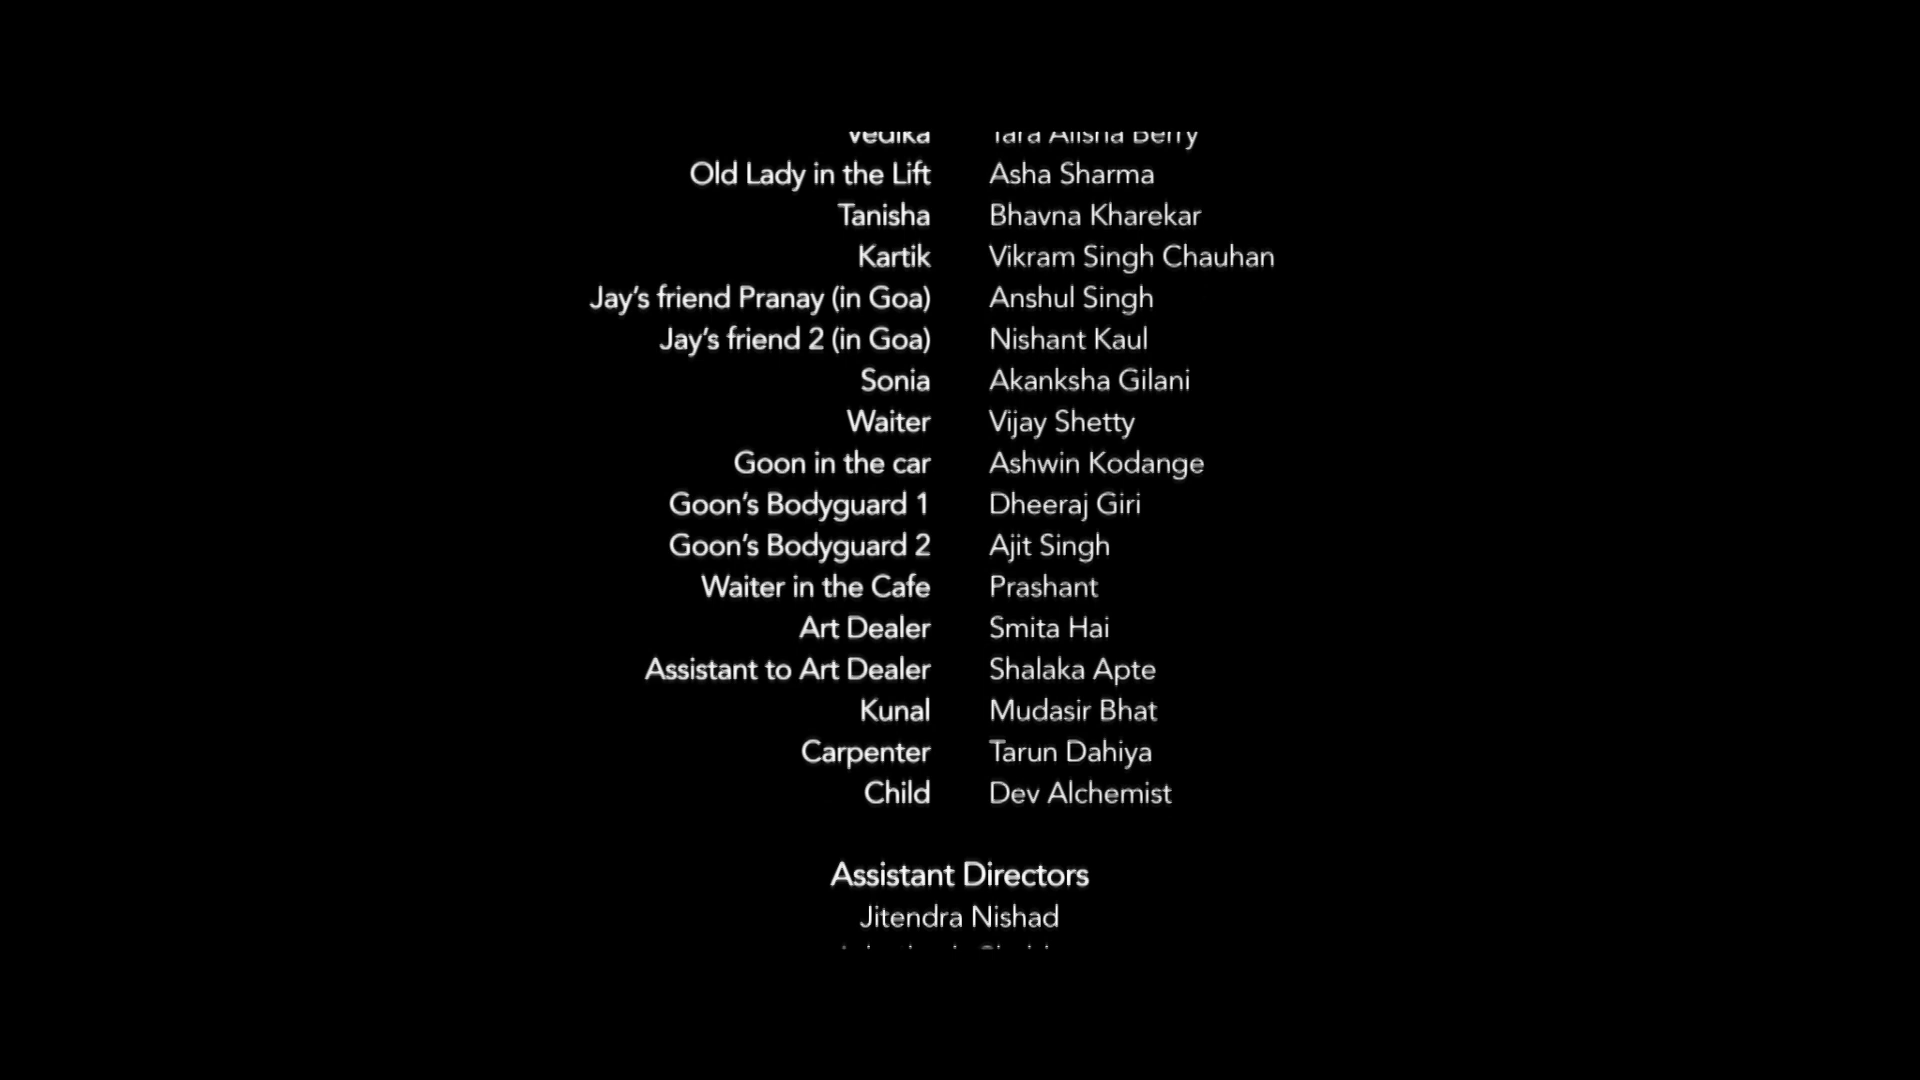 Vedika Tara Alisha Berry
Old Lady in the Lift Asha Sharma
Tanisha Bhavna Kharekar
Kartik Vikram Singh Chauhan
Jay's friend Pranay (in Goa) Anshul Singh
Jay's friend 2 (in Goa) Nishant Kaul
Sonia Akanksha Gilani
Waiter Vijay Shetty
Goon in the car Ashwin Kodange
Goon's Bodyguard 1 Dheeraj Giri
Goon's Bodyguard 2 Ajit Singh
Waiter in the Cafe Prashant
Art Dealer Smita Hai
Assistant to Art Dealer Shalaka Apte
Kunal Mudasir Bhat
Carpenter Tarun Dahiya
Child Dev Alchemist
Assistant Directors
Jitendra Nishad